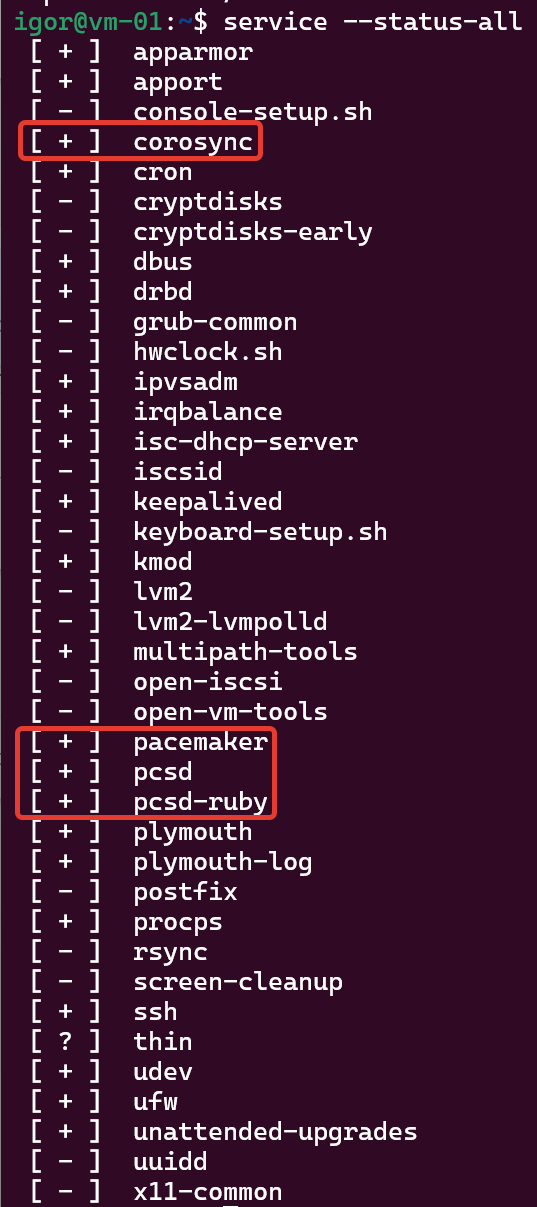 igor@vm-01:~$ service --status-all
[ + ]  apparmor
[ + ]  apport
[ - ]  console-setup.sh
[ + ]  corosync
[ + ]  cron
[ - ]  cryptdisks
[ - ]  cryptdisks-early
[ + ]  dbus
[ + ]  drbd
[ - ]  grub-common
[ - ]  hwclock.sh
[ + ]  ipvsadm
[ + ]  irqbalance
[ + ]  isc-dhcp-server
[ - ]  iscsid
[ + ]  keepalived
[ - ]  keyboard-setup.sh
[ + ]  kmod
[ - ]  lvm2
[ - ]  lvm2-lvmpolld
[ + ]  multipath-tools
[ - ]  open-iscsi
[ - ]  open-vm-tools
[ + ]  pacemaker
[ + ]  pcsd
[ + ]  pcsd-ruby
[ + ]  plymouth
[ + ]  plymouth-log
[ - ]  postfix
[ + ]  procps
[ - ]  rsync
[ - ]  screen-cleanup
[ + ]  ssh
[ ? ]  thin
[ + ]  udev
[ + ]  ufw
[ + ]  unattended-upgrades
[ - ]  uuidd
[ - ]  x11-common